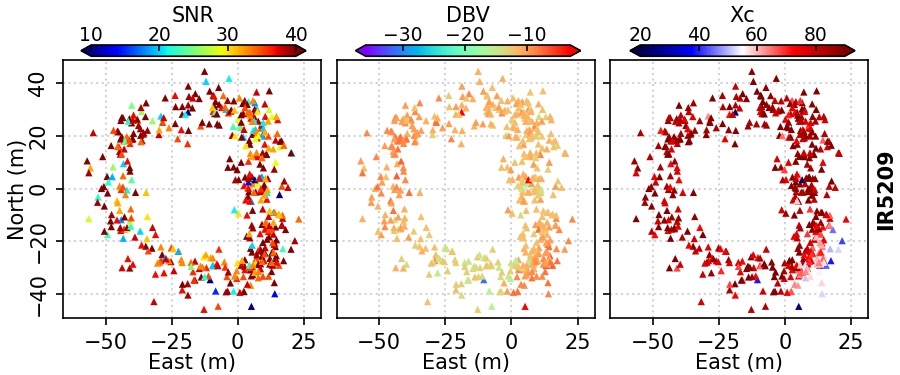 SNR DBV Xc
10 20 30 40 −30 −20 −10 20 40 60 80
40
20
0
−20
−40
North (m)
−50 −25 0 25 −50 −25 0 25 −50 −25 0 25
East (m) East (m) East (m)
IR5209